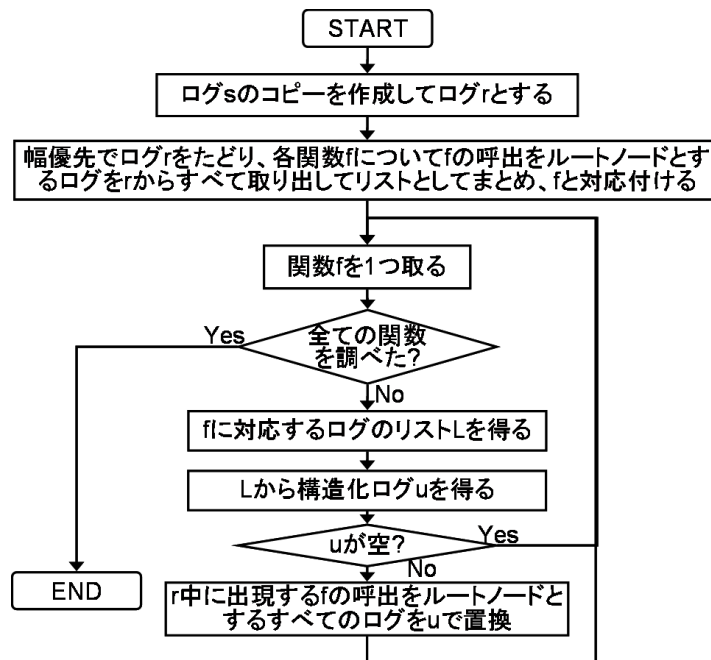 START
ログsのコピーを作成してログrとする
幅優先でログrをたどり、各関数fについてfの呼出をルートノードとす
るログをrからすべて取り出してリストとしてまとめ、fと対応付ける
関数fを1つ取る
Yes
全ての関数
を調べた?
No
fに対応するログのリストLを得る
Lから構造化ログuを得る
uが空?
Yes
No
END
r中に出現するfの呼出をルートノードと
するすべてのログをuで置換